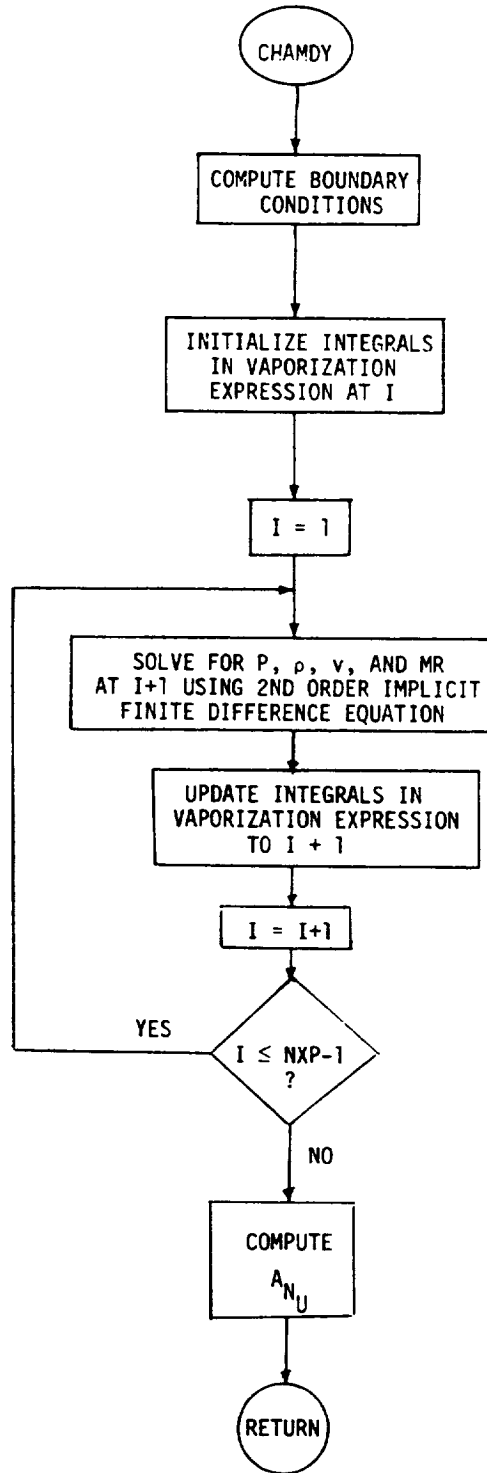 CHAMDY
COMPUTE BOUNDARY
CONDITIONS
INITIALIZE INTEGRALS
IN VAPORIZATION
EXPRESSION AT I
I = 1
SOLVE FOR P, ρ, v, AND MR
AT I+1 USING 2ND ORDER IMPLICIT
FINITE DIFFERENCE EQUATION
UPDATE INTEGRALS IN
VAPORIZATION EXPRESSION
TO I + 1
I = I+1
YES
I ≤ NXP-1
?
NO
COMPUTE
A_{N_U}
RETURN